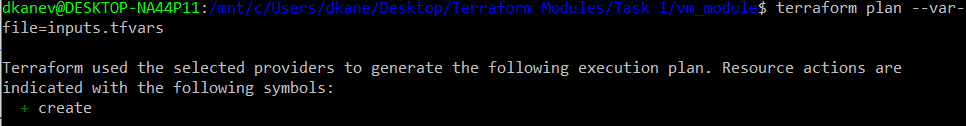 dkanev@DESKTOP-NA44P11:/mnt/c/Users/dkane/Desktop/Terraform Modules/Task 1/vm_module$ terraform plan --var-
file=inputs.tfvars
Terraform used the selected providers to generate the following execution plan. Resource actions are
indicated with the following symbols:
+ create